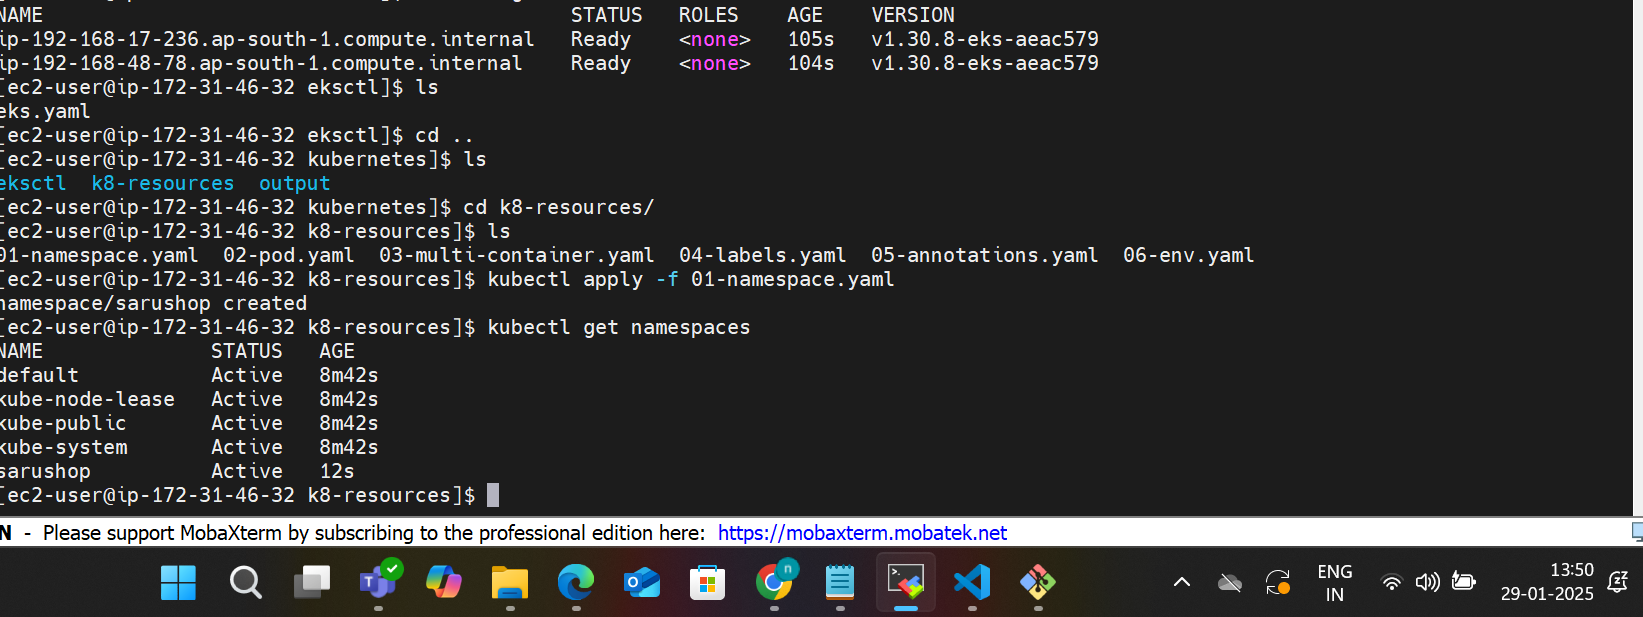 NAME STATUS ROLES AGE VERSION
ip-192-168-17-236.ap-south-1.compute.internal Ready <none> 105s v1.30.8-eks-aeac579
ip-192-168-48-78.ap-south-1.compute.internal Ready <none> 104s v1.30.8-eks-aeac579
[ec2-user@ip-172-31-46-32 eksctl]$ ls
eks.yaml
[ec2-user@ip-172-31-46-32 eksctl]$ cd ..
[ec2-user@ip-172-31-46-32 kubernetes]$ ls
eksctl k8-resources output
[ec2-user@ip-172-31-46-32 kubernetes]$ cd k8-resources/
[ec2-user@ip-172-31-46-32 k8-resources]$ ls
01-namespace.yaml 02-pod.yaml 03-multi-container.yaml 04-labels.yaml 05-annotations.yaml 06-env.yaml
[ec2-user@ip-172-31-46-32 k8-resources]$ kubectl apply -f 01-namespace.yaml
namespace/sarushop created
[ec2-user@ip-172-31-46-32 k8-resources]$ kubectl get namespaces
NAME STATUS AGE
default Active 8m42s
kube-node-lease Active 8m42s
kube-public Active 8m42s
kube-system Active 8m42s
sarushop Active 12s
[ec2-user@ip-172-31-46-32 k8-resources]$
N - Please support MobaXterm by subscribing to the professional edition here: https://mobaxterm.mobatek.net
ENG
IN
13:50
29-01-2025